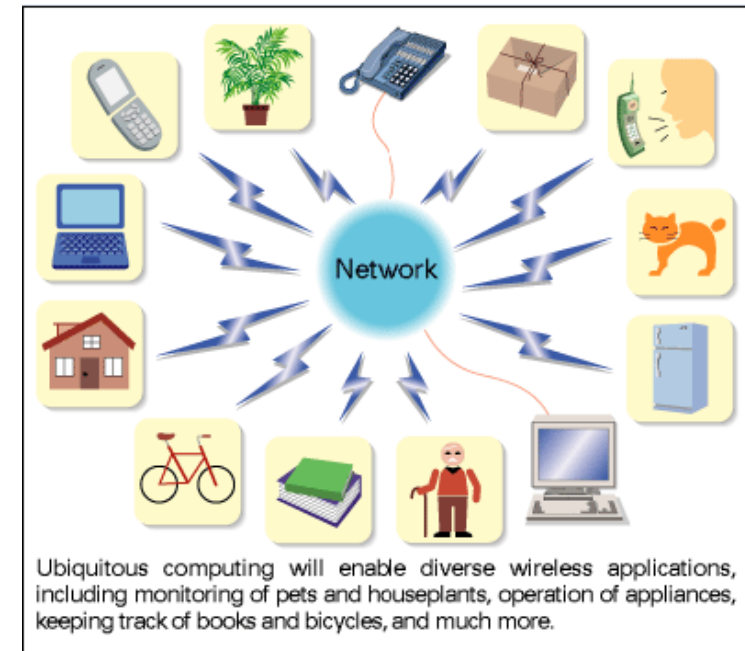 Network
Ubiquitous computing will enable diverse wireless applications,
including monitoring of pets and houseplants, operation of appliances,
keeping track of books and bicycles, and much more.